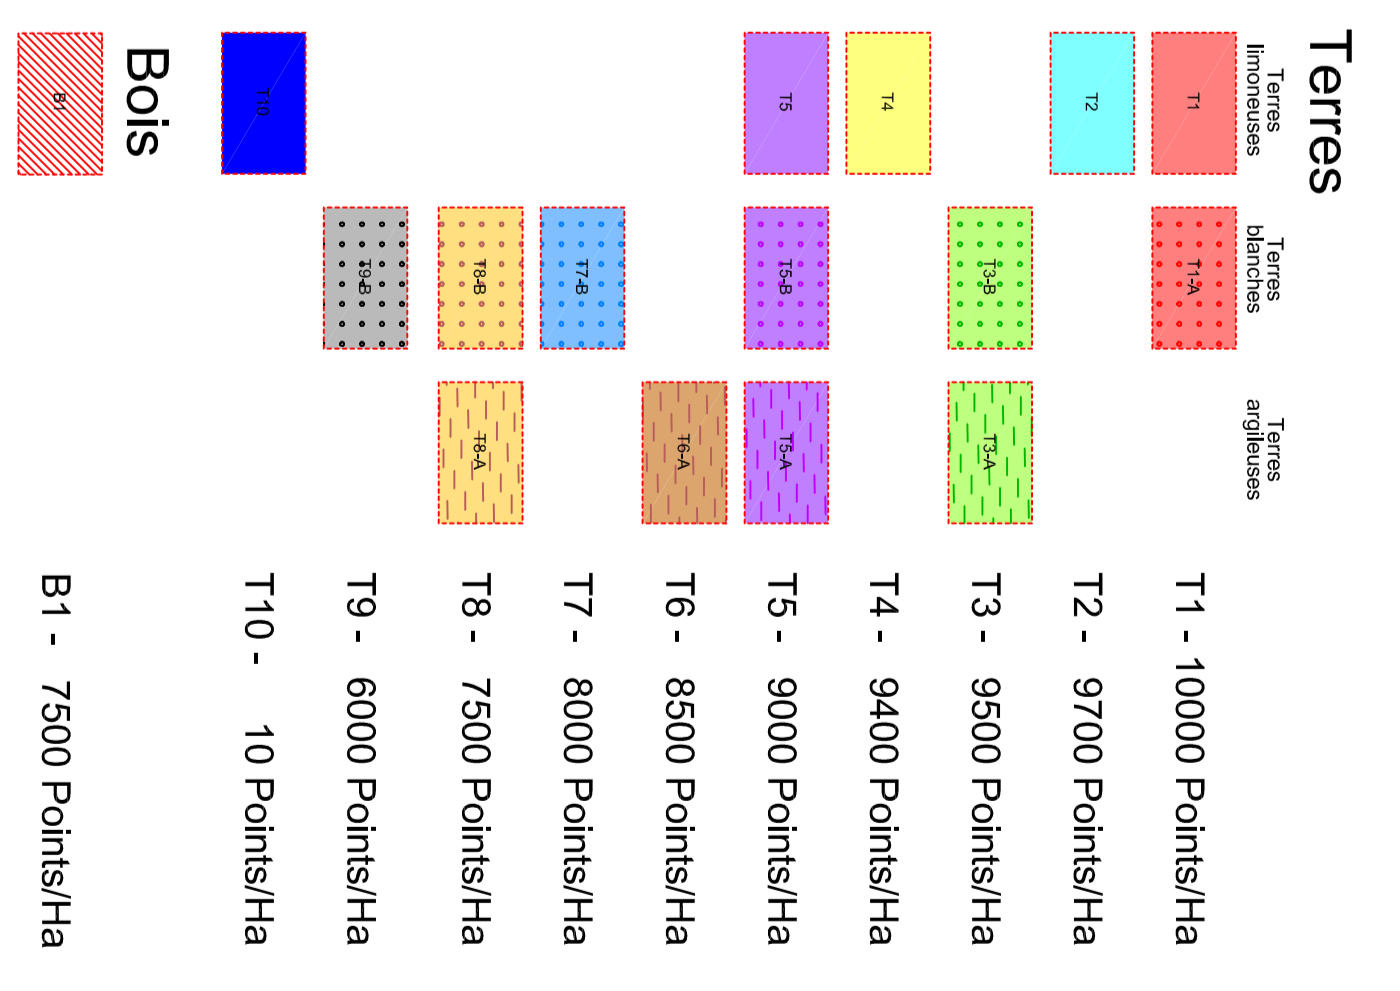 Terres
Terres
limoneuses
Terres
blanches
Terres
argileuses
T1
T1-A
T1 - 10000 Points/Ha
T2
T2 - 9700 Points/Ha
T3-B
T3-A
T3 - 9500 Points/Ha
T4
T4 - 9400 Points/Ha
T5
T5-B
T5-A
T5 - 9000 Points/Ha
T6-A
T6 - 8500 Points/Ha
T7-B
T7 - 8000 Points/Ha
T8-B
T8-A
T8 - 7500 Points/Ha
T9-B
T9 - 6000 Points/Ha
T10
T10 - 10 Points/Ha
Bois
B1
B1 - 7500 Points/Ha